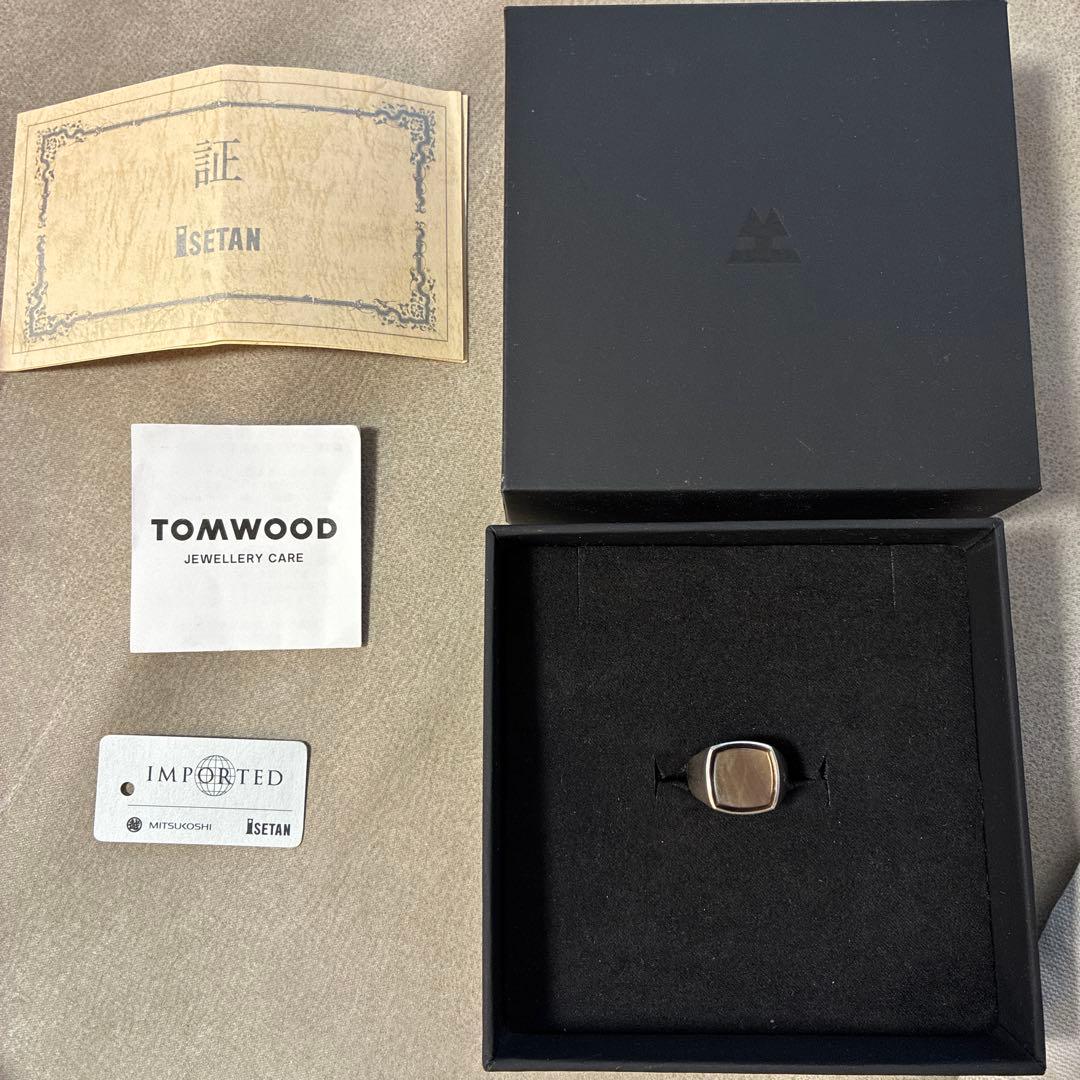 証
ISETAN
TOMWOOD
JEWELLERY CARE
IMPORTED
MITSUKOSHI
ISETAN